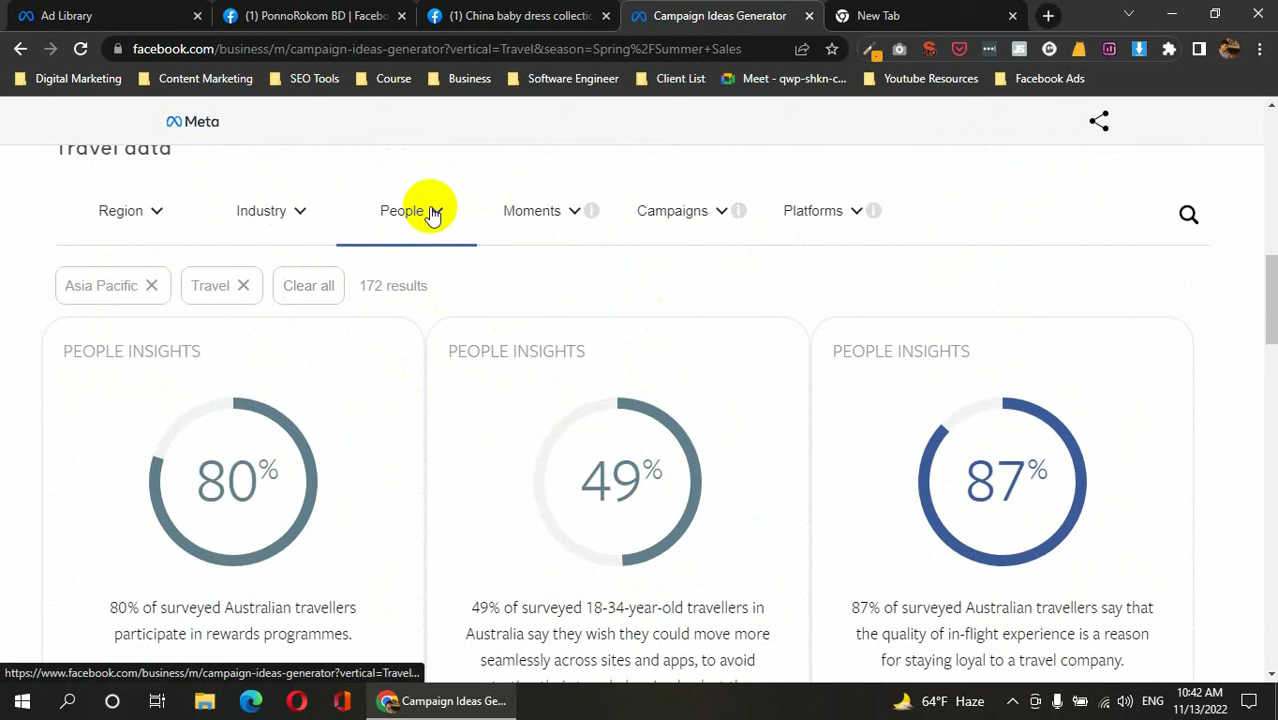 Ad Library
(1) PonnoRokom BD | Facebo
(1) China baby dress collectic
Campaign Ideas Generator
New Tab
facebook.com/business/m/campaign-ideas-generator?vertical=Travel&season=Spring%2FSummer+Sales
Digital Marketing
Content Marketing
SEO Tools
Course
Business
Software Engineer
Client List
Meet - qwp-shkn-c...
Youtube Resources
Facebook Ads
Meta
Travel data
Region
Industry
People
Moments
Campaigns
Platforms
Asia Pacific
Travel
Clear all
172 results
PEOPLE INSIGHTS
80%
80% of surveyed Australian travellers
participate in rewards programmes.
PEOPLE INSIGHTS
49%
49% of surveyed 18-34-year-old travellers in
Australia say they wish they could move more
seamlessly across sites and apps, to avoid
PEOPLE INSIGHTS
87%
87% of surveyed Australian travellers say that
the quality of in-flight experience is a reason
for staying loyal to a travel company.
https://www.facebook.com/business/m/campaign-ideas-generator?vertical=Travel...
Campaign Ideas Ge...
64°F Haze
ENG
10:42 AM
11/13/2022